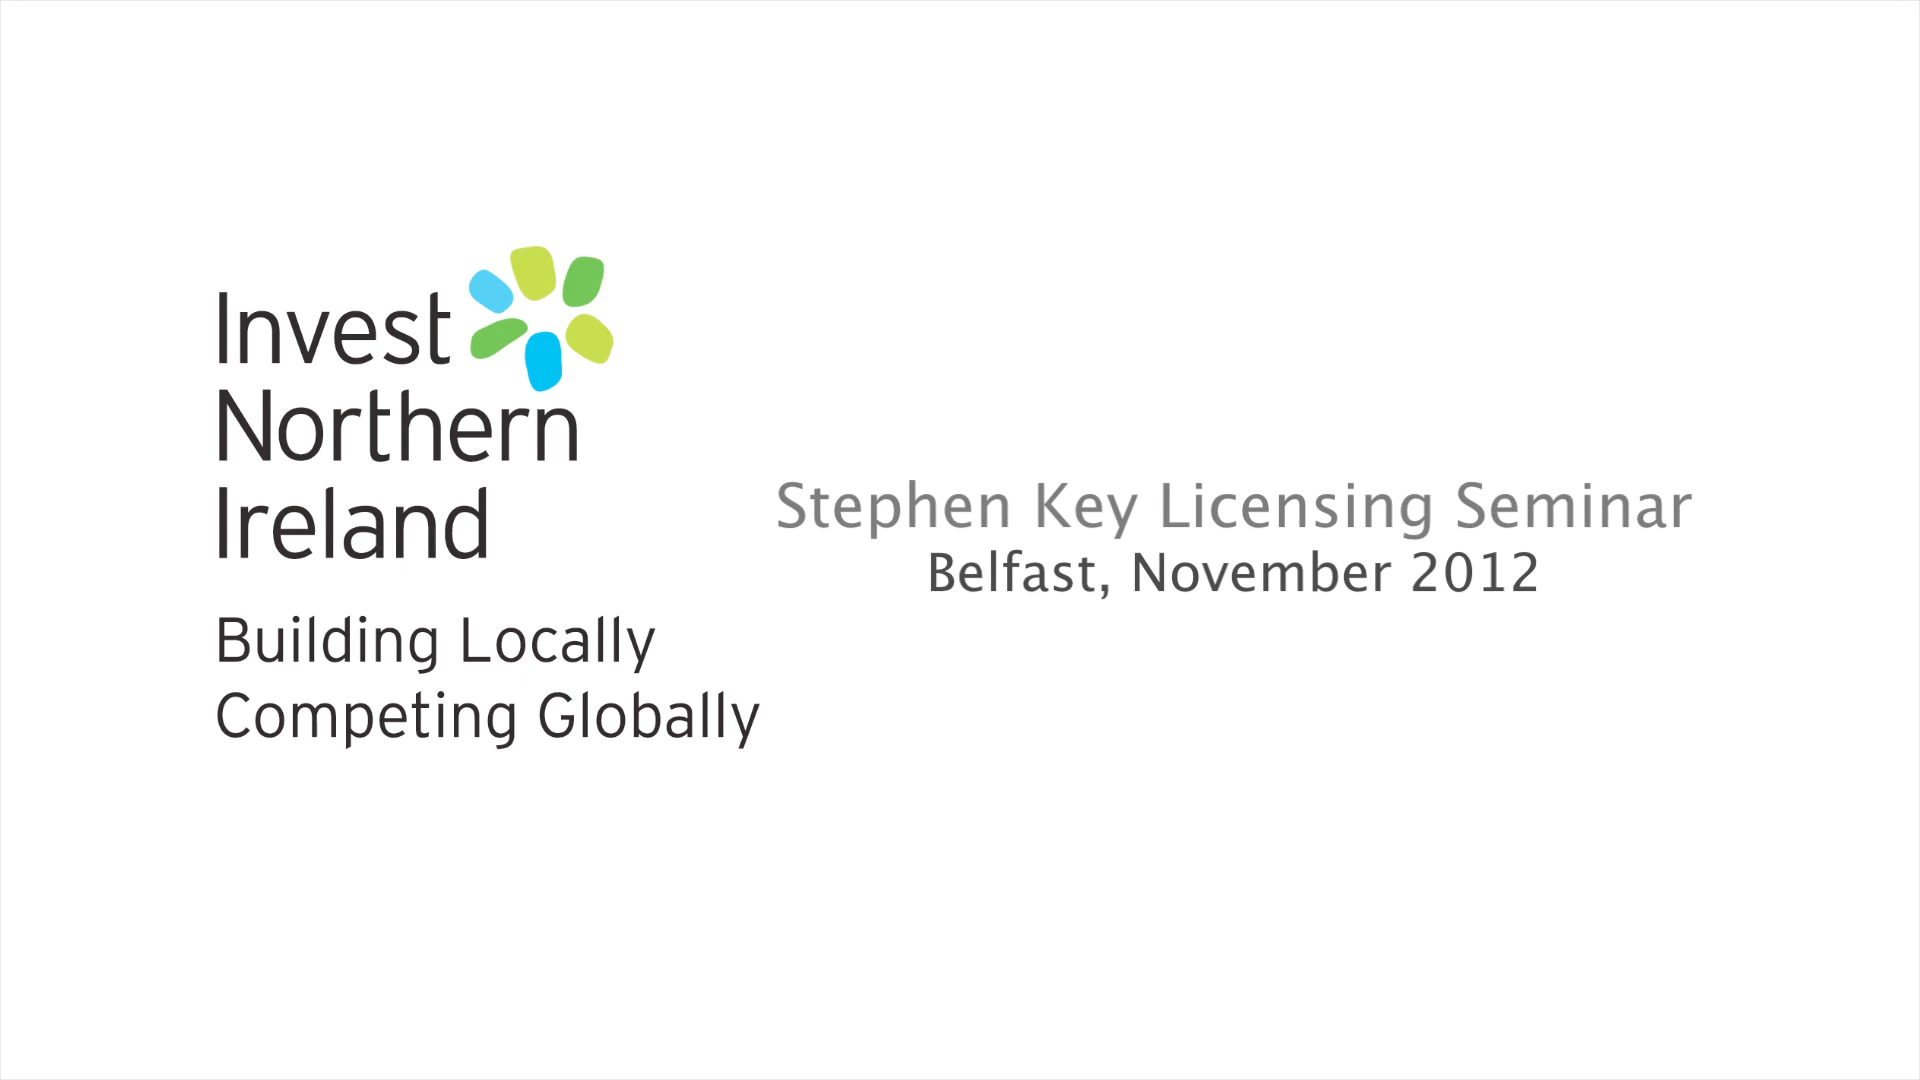 Invest
Northern
Ireland
Building Locally
Competing Globally
Stephen Key Licensing Seminar
Belfast, November 2012